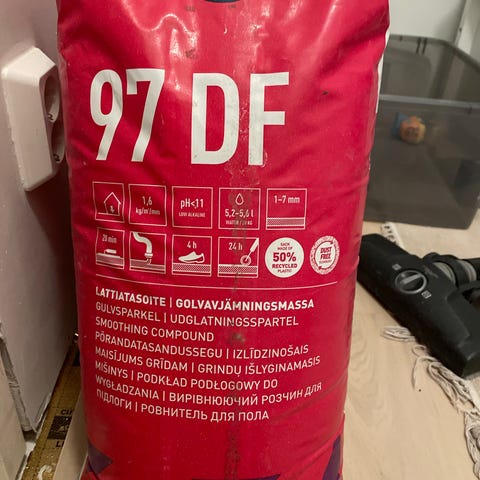 97 DF
1,6
kg/m²/mm
pH<11
LOW ALKALINE
5,2–5,6 l
WATER / 20 KG
1–7 mm
20 min
4 h
24 h
SACK
MADE OF
50%
RECYCLED
PLASTIC
DUST
FREE
LATTIATASOITE | GOLVAVJÄMNINGSMASSA
GULVSPARKEL | UDGLATNINGSSPARTEL
SMOOTHING COMPOUND
PÕRANDATASANDUSSEGU | IZLĪDZINOŠAIS
MAISĪJUMS GRĪDAM | GRINDŲ IŠLYGINAMASIS
MIŠINYS | PODKŁAD PODŁOGOWY DO
WYGŁADZANIA | ВИРІВНЮЮЧИЙ РОЗЧИН ДЛЯ
ПІДЛОГИ | РОВНИТЕЛЬ ДЛЯ ПОЛА